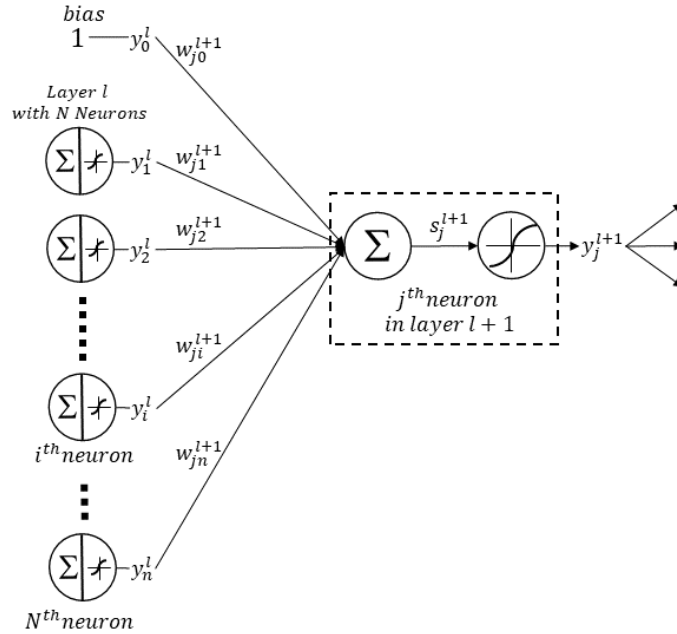 bias
1 y_0^l w_{j0}^{l+1}
Layer l
with N Neurons
Σ y_1^l w_{j1}^{l+1}
Σ y_2^l w_{j2}^{l+1}
Σ s_j^{l+1} y_j^{l+1}
j^{th} neuron
in layer l + 1
w_{ji}^{l+1}
Σ y_i^l
i^{th} neuron
w_{jn}^{l+1}
Σ y_n^l
N^{th} neuron